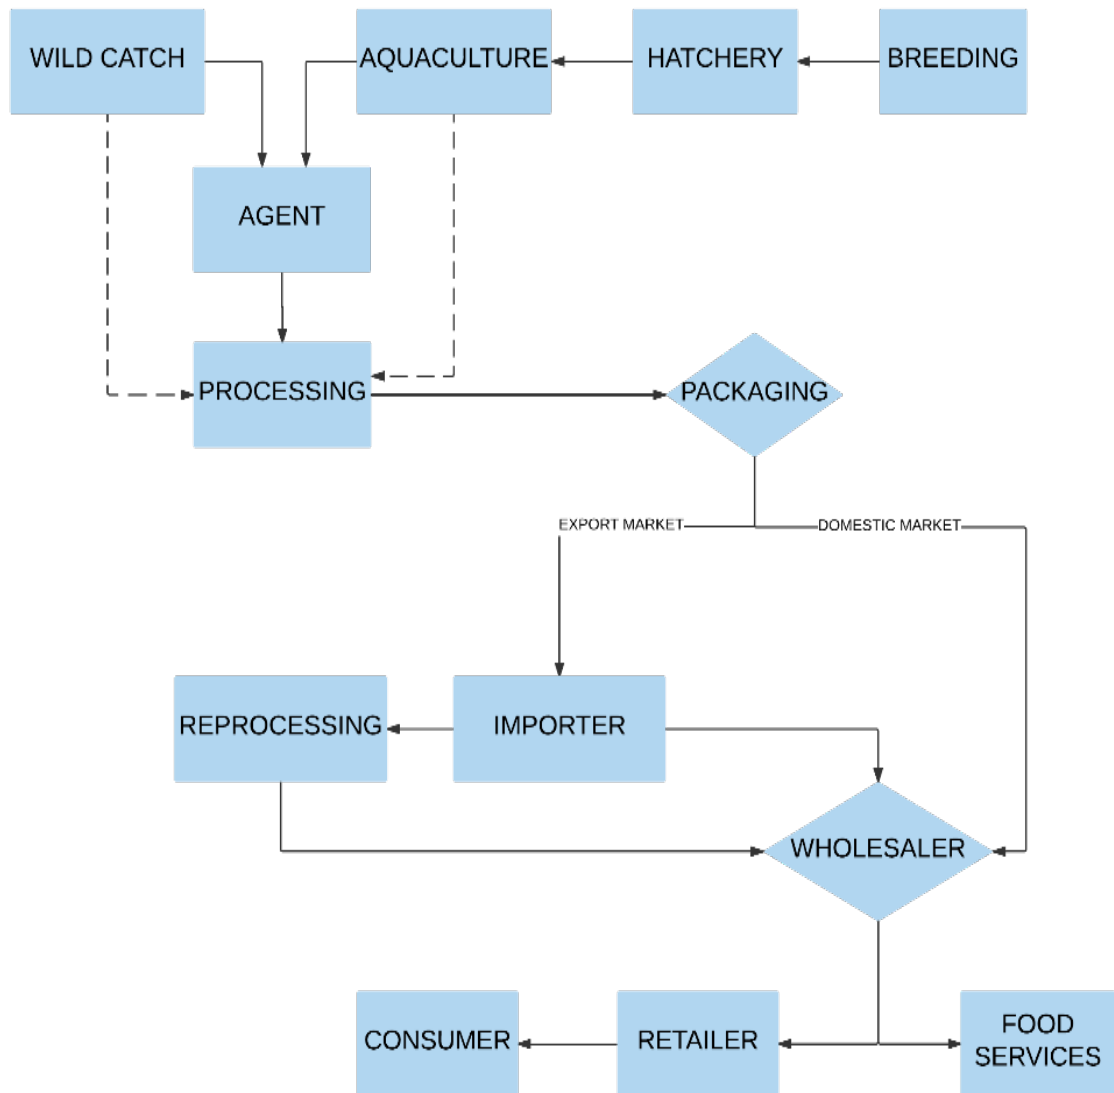 WILD CATCH
AQUACULTURE
HATCHERY
BREEDING
AGENT
PROCESSING
PACKAGING
EXPORT MARKET
DOMESTIC MARKET
REPROCESSING
IMPORTER
WHOLESALER
CONSUMER
RETAILER
FOOD
SERVICES